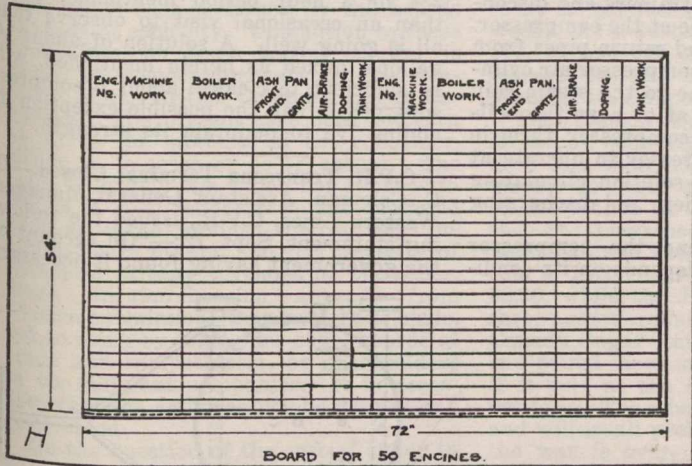 ENG. No.
MACHINE WORK
BOILER WORK.
ASH PAN
FRONT END.
GRATE
AIR-BRAKE
DOPING.
TANK WORK.
ENG. No.
MACHINE WORK.
BOILER WORK.
ASH PAN.
FRONT END.
GRATE
AIR-BRAKE
DOPING.
TANK WORK
54"
72"
H
BOARD FOR 50 ENGINES.